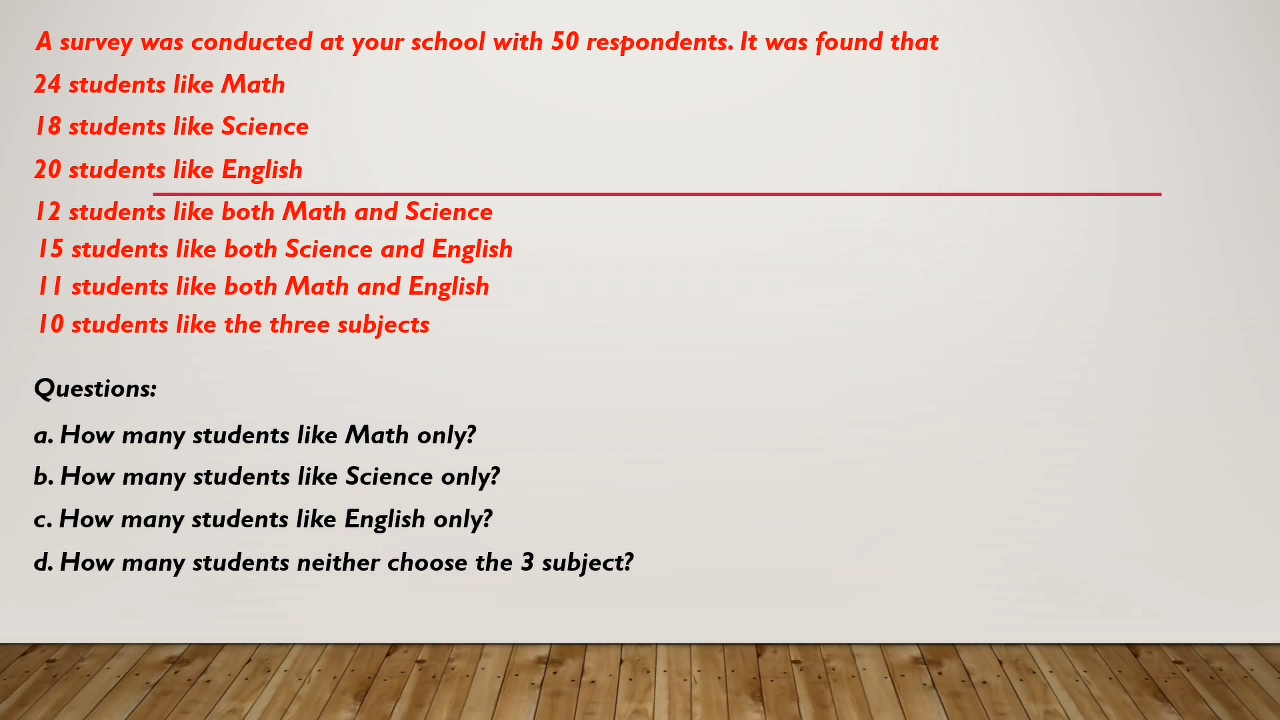 A survey was conducted at your school with 50 respondents. It was found that
24 students like Math
18 students like Science
20 students like English
12 students like both Math and Science
15 students like both Science and English
11 students like both Math and English
10 students like the three subjects
Questions:
a. How many students like Math only?
b. How many students like Science only?
c. How many students like English only?
d. How many students neither choose the 3 subject?